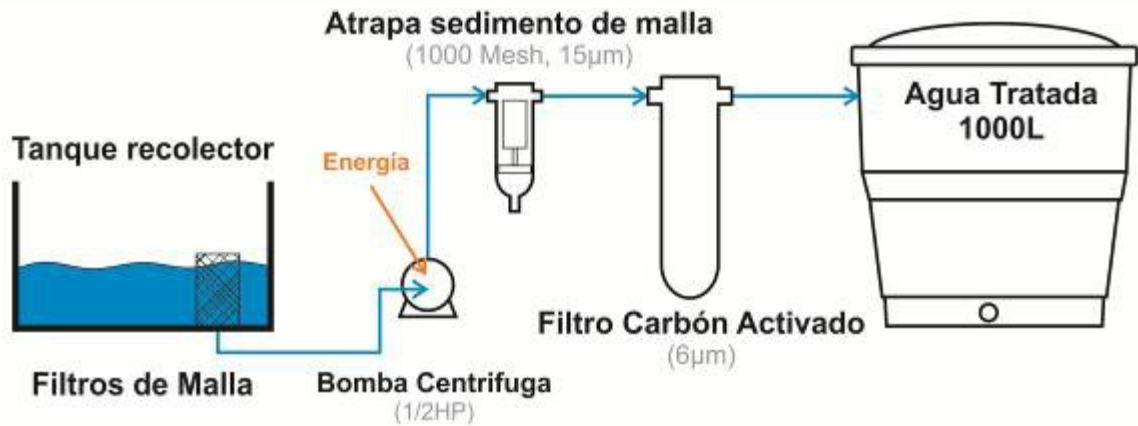 Atrapa sedimento de malla
(1000 Mesh, 15µm)
Agua Tratada
1000L
Tanque recolector
Energía
Filtro Carbón Activado
(6µm)
Filtros de Malla
Bomba Centrifuga
(1/2HP)